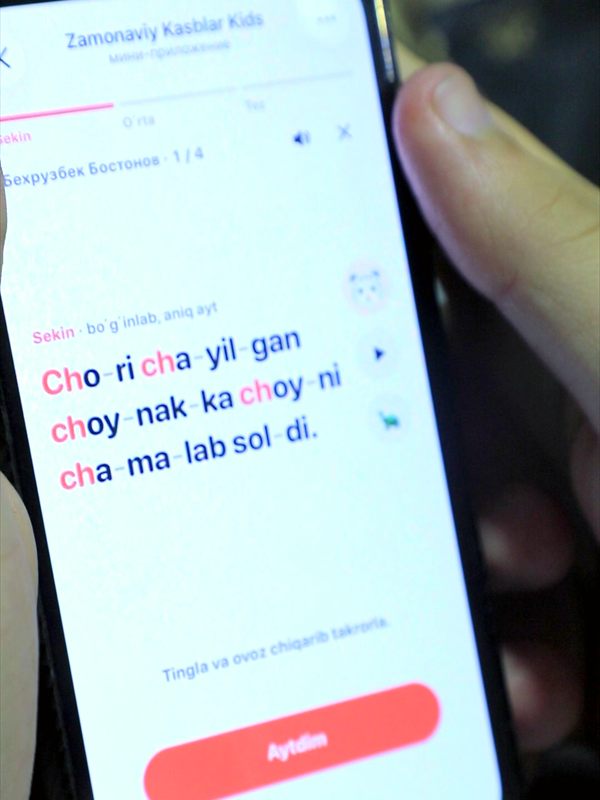 Zamonaviy Kasblar Kids
мини-приложение
Sekin O'rta Tez
Бехрузбек Бостонов · 1 / 4
Sekin · bo'g'inlab, aniq ayt
Cho-ri cha-yil-gan
choy-nak-ka choy-ni
cha-ma-lab sol-di.
Tingla va ovoz chiqarib takrorla.
Aytdim